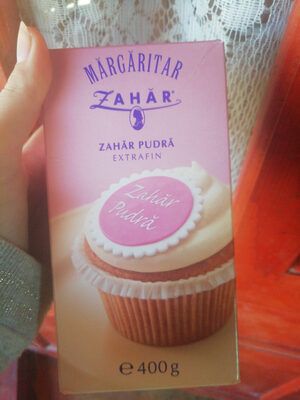 MĂRGĂRITAR
ZAHĂR
ZAHĂR PUDRĂ
EXTRAFIN
Zahăr
Pudră
℮ 400 g